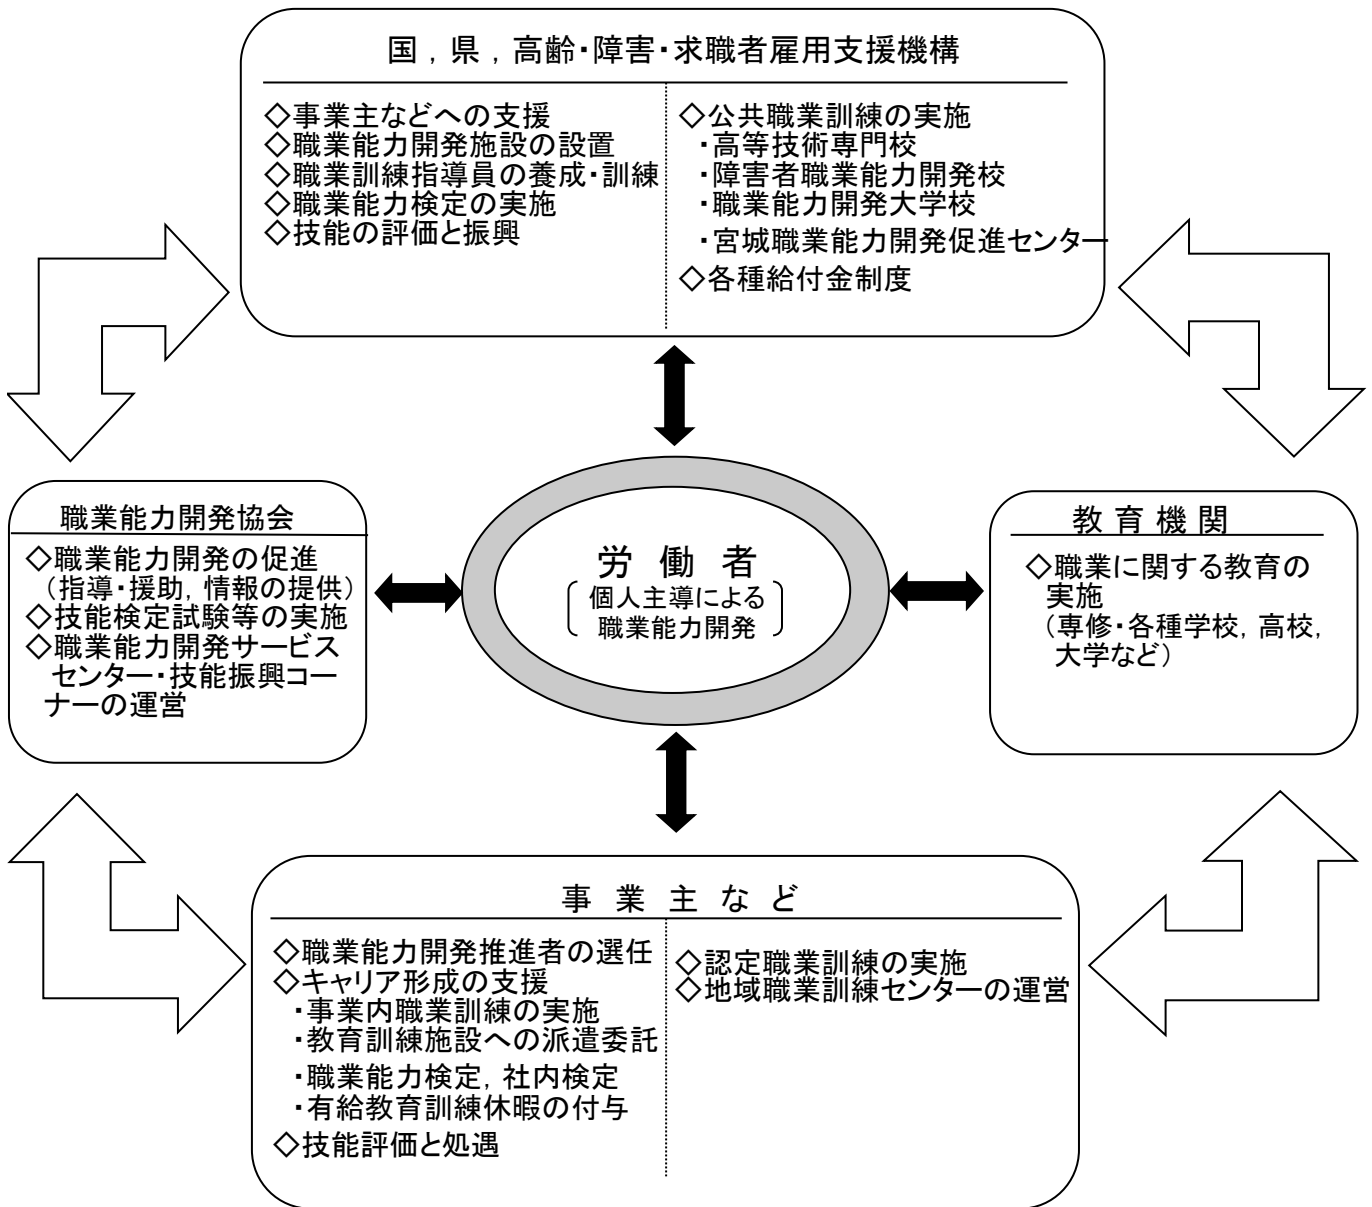 国，県，高齢・障害・求職者雇用支援機構
◇事業主などへの支援
◇職業能力開発施設の設置
◇職業訓練指導員の養成・訓練
◇職業能力検定の実施
◇技能の評価と振興
◇公共職業訓練の実施
・高等技術専門校
・障害者職業能力開発校
・職業能力開発大学校
・宮城職業能力開発促進センター
◇各種給付金制度
職業能力開発協会
◇職業能力開発の促進
（指導・援助，情報の提供）
◇技能検定試験等の実施
◇職業能力開発サービス
センター・技能振興コー
ナーの運営
労働者
個人主導による
職業能力開発
教育機関
◇職業に関する教育の
実施
（専修・各種学校，高校，
大学など）
事業主など
◇職業能力開発推進者の選任
◇キャリア形成の支援
・事業内職業訓練の実施
・教育訓練施設への派遣委託
・職業能力検定，社内検定
・有給教育訓練休暇の付与
◇技能評価と処遇
◇認定職業訓練の実施
◇地域職業訓練センターの運営